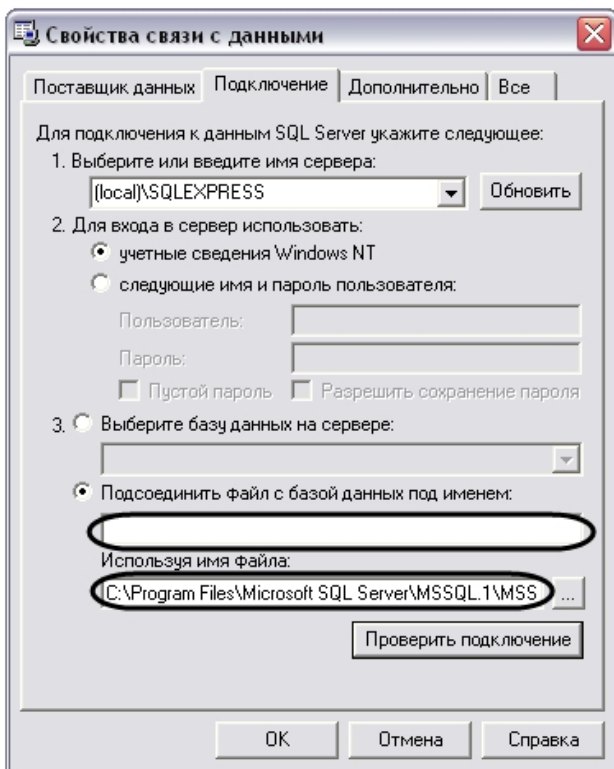 Свойства связи с данными
Поставщик данных Подключение Дополнительно Все
Для подключения к данным SQL Server укажите следующее:
1. Выберите или введите имя сервера:
(local)\SQLEXPRESS Обновить
2. Для входа в сервер использовать:
учетные сведения Windows NT
следующие имя и пароль пользователя:
Пользователь:
Пароль:
Пустой пароль Разрешить сохранение пароля
3. Выберите базу данных на сервере:
Подсоединить файл с базой данных под именем:
Используя имя файла:
C:\Program Files\Microsoft SQL Server\MSSQL.1\MSS ...
Проверить подключение
OK Отмена Справка